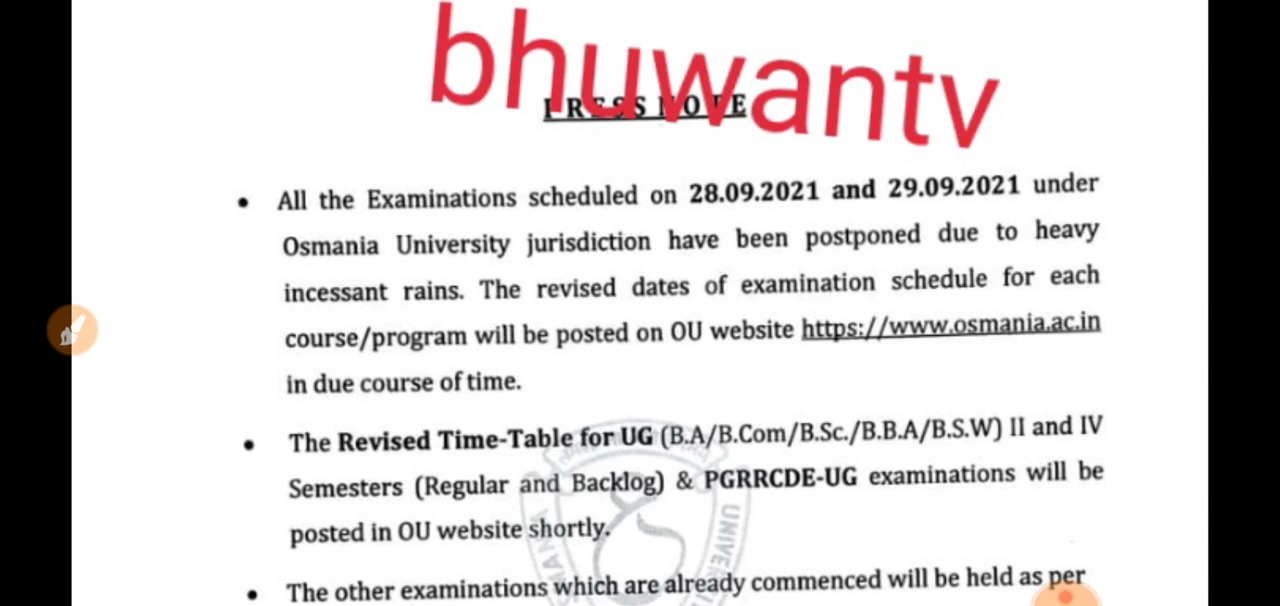 bhuwantv
PRESS NOTE
• All the Examinations scheduled on 28.09.2021 and 29.09.2021 under
Osmania University jurisdiction have been postponed due to heavy
incessant rains. The revised dates of examination schedule for each
course/program will be posted on OU website https://www.osmania.ac.in
in due course of time.
• The Revised Time-Table for UG (B.A/B.Com/B.Sc./B.B.A/B.S.W) II and IV
Semesters (Regular and Backlog) & PGRRCDE-UG examinations will be
posted in OU website shortly.
• The other examinations which are already commenced will be held as per